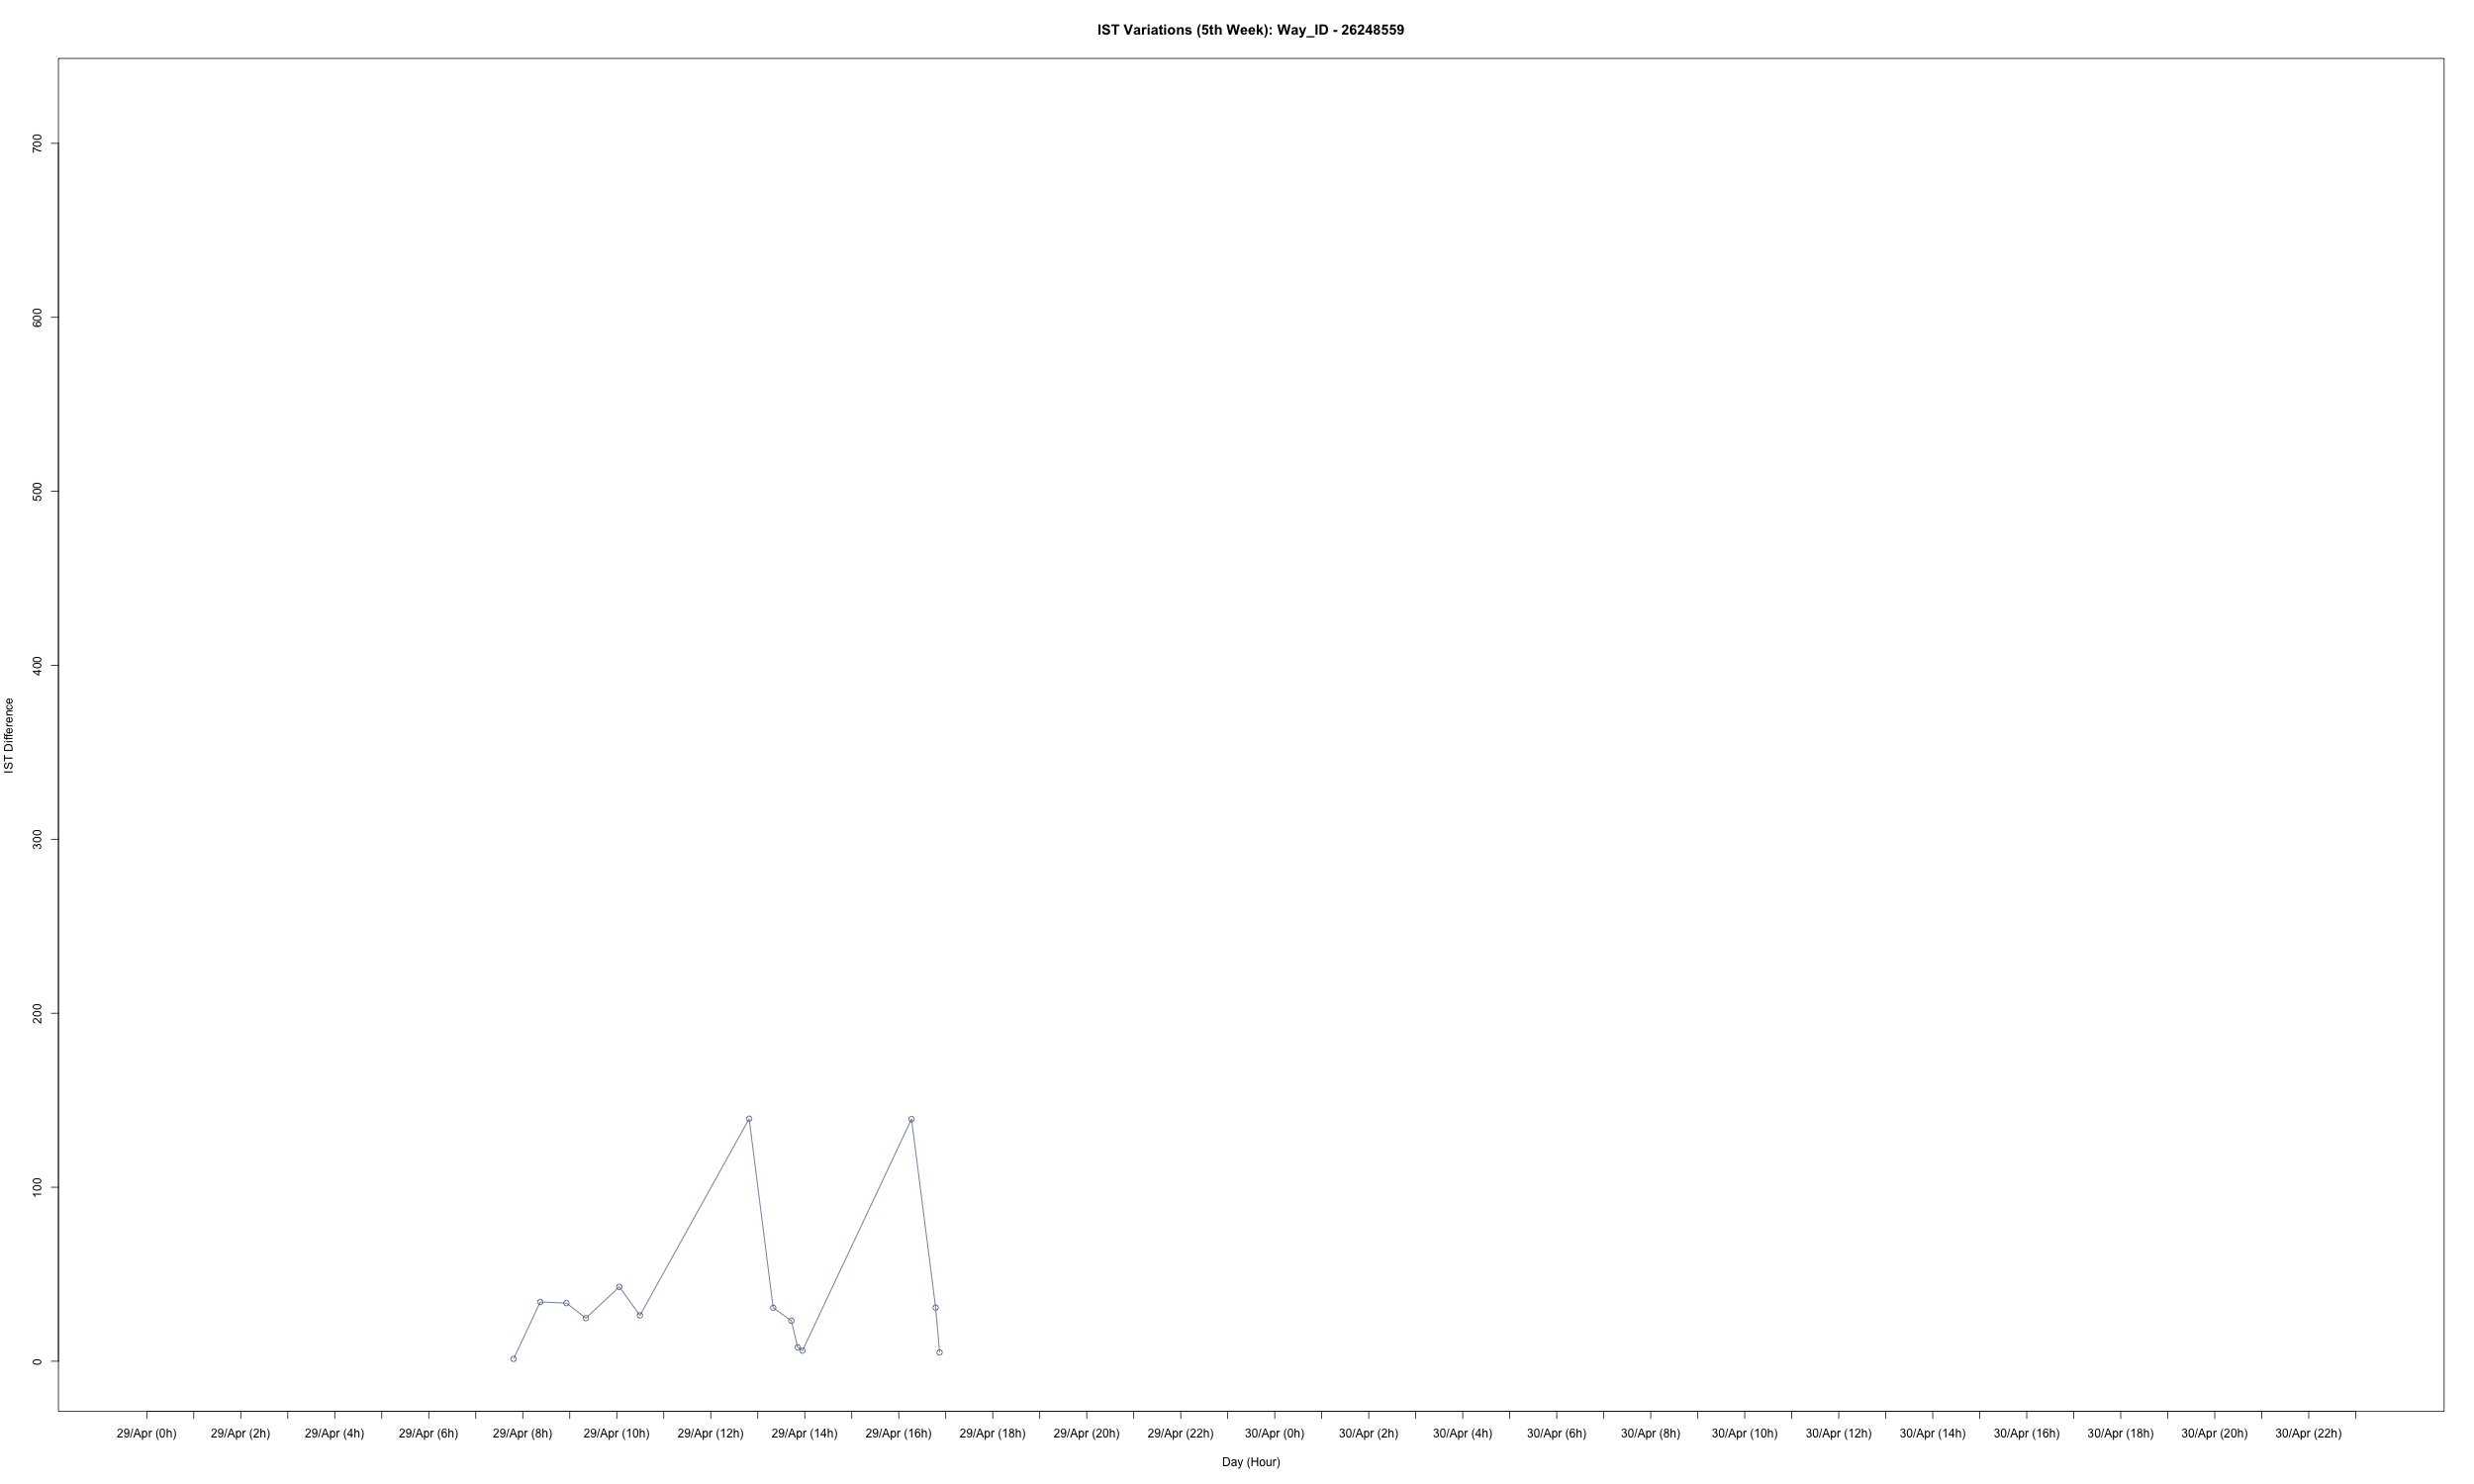 IST Variations (5th Week): Way_ID - 26248559
700
600
500
400
300
200
100
0
IST Difference
29/Apr (0h) 29/Apr (2h) 29/Apr (4h) 29/Apr (6h) 29/Apr (8h) 29/Apr (10h) 29/Apr (12h) 29/Apr (14h) 29/Apr (16h) 29/Apr (18h) 29/Apr (20h) 29/Apr (22h) 30/Apr (0h) 30/Apr (2h) 30/Apr (4h) 30/Apr (6h) 30/Apr (8h) 30/Apr (10h) 30/Apr (12h) 30/Apr (14h) 30/Apr (16h) 30/Apr (18h) 30/Apr (20h) 30/Apr (22h)
Day (Hour)